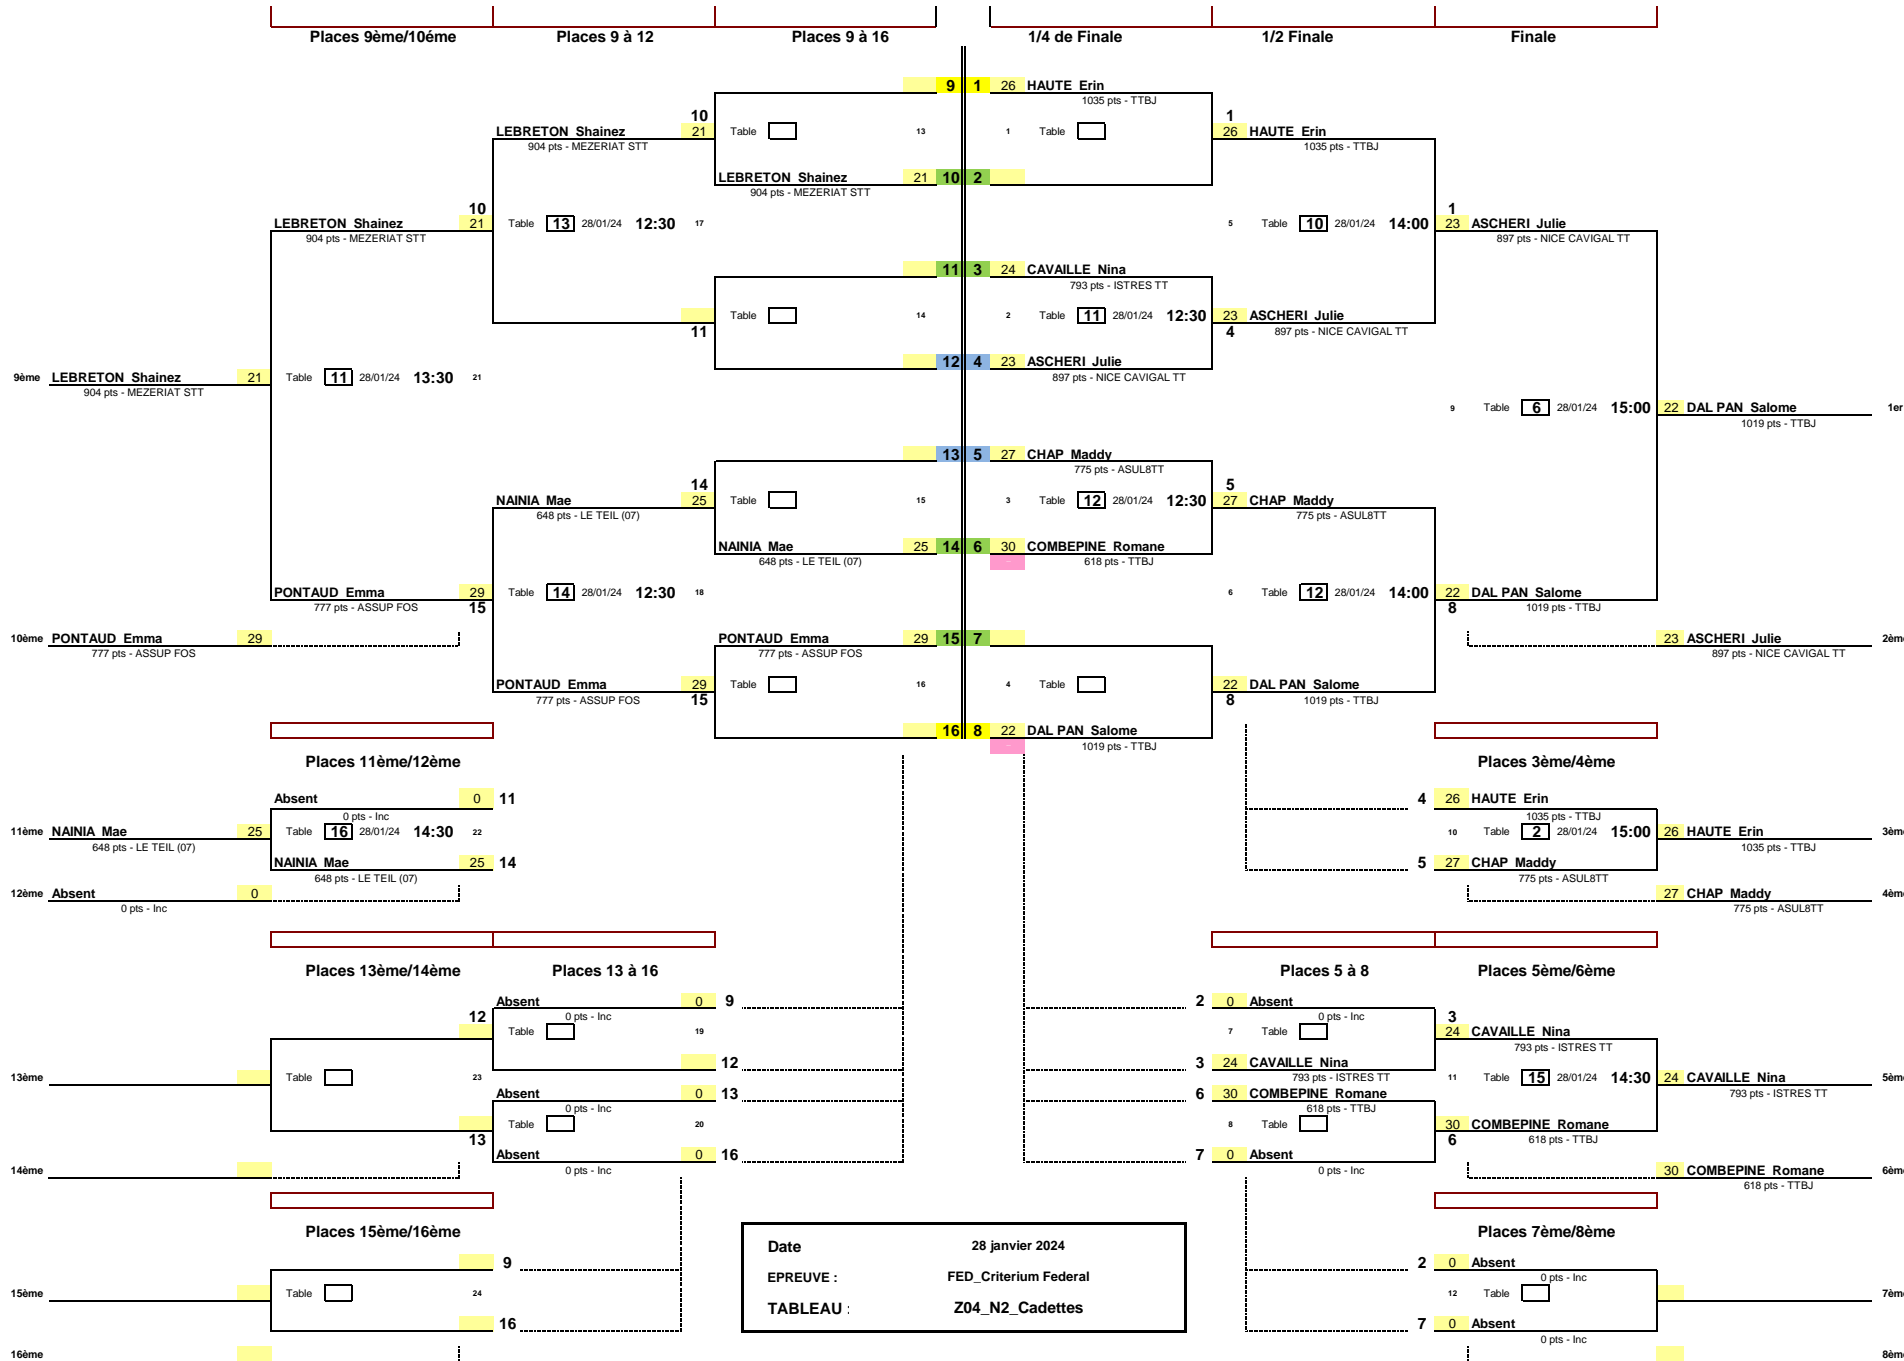 Places 9ème/10éme Places 9 à 12 Places 9 à 16 1/4 de Finale 1/2 Finale Finale
9 1 26 HAUTE Erin
1035 pts - TTBJ
10 1
LEBRETON Shainez 21 Table 13 1 Table 26 HAUTE Erin
904 pts - MEZERIAT STT 1035 pts - TTBJ
LEBRETON Shainez 21 10 2
904 pts - MEZERIAT STT
10 1
LEBRETON Shainez 21 Table 13 28/01/24 12:30 17 5 Table 10 28/01/24 14:00 23 ASCHERI Julie
904 pts - MEZERIAT STT 897 pts - NICE CAVIGAL TT
11 3 24 CAVAILLE Nina
793 pts - ISTRES TT
Table 14 2 Table 11 28/01/24 12:30 23 ASCHERI Julie
11 4 897 pts - NICE CAVIGAL TT
12 4 23 ASCHERI Julie
9ème LEBRETON Shainez 21 Table 11 28/01/24 13:30 21 897 pts - NICE CAVIGAL TT
904 pts - MEZERIAT STT
9 Table 6 28/01/24 15:00 22 DAL PAN Salome 1er
1019 pts - TTBJ
13 5 27 CHAP Maddy
775 pts - ASUL8TT
14 5
NAINIA Mae 25 Table 15 3 Table 12 28/01/24 12:30 27 CHAP Maddy
648 pts - LE TEIL (07) 775 pts - ASUL8TT
NAINIA Mae 25 14 6 30 COMBEPINE Romane
648 pts - LE TEIL (07) 618 pts - TTBJ
PONTAUD Emma 29 Table 14 28/01/24 12:30 18 6 Table 12 28/01/24 14:00 22 DAL PAN Salome
777 pts - ASSUP FOS 15 8 1019 pts - TTBJ
10ème PONTAUD Emma 29 PONTAUD Emma 29 15 7 23 ASCHERI Julie 2ème
777 pts - ASSUP FOS 777 pts - ASSUP FOS 897 pts - NICE CAVIGAL TT
PONTAUD Emma 29 Table 16 4 Table 22 DAL PAN Salome
777 pts - ASSUP FOS 15 8 1019 pts - TTBJ
16 8 22 DAL PAN Salome
1019 pts - TTBJ
Places 11ème/12ème Places 3ème/4ème
Absent 0 11 4 26 HAUTE Erin
0 pts - Inc 1035 pts - TTBJ
11ème NAINIA Mae 25 Table 16 28/01/24 14:30 22 10 Table 2 28/01/24 15:00 26 HAUTE Erin 3ème
648 pts - LE TEIL (07) 1035 pts - TTBJ
NAINIA Mae 25 14 5 27 CHAP Maddy
648 pts - LE TEIL (07) 775 pts - ASUL8TT
12ème Absent 0 27 CHAP Maddy 4ème
0 pts - Inc 775 pts - ASUL8TT
Places 13ème/14ème Places 13 à 16 Places 5 à 8 Places 5ème/6ème
Absent 0 9 2 0 Absent
12 0 pts - Inc 0 pts - Inc 3
Table 19 7 Table 24 CAVAILLE Nina
793 pts - ISTRES TT
12 3 24 CAVAILLE Nina
13ème Table 23 793 pts - ISTRES TT 11 Table 15 28/01/24 14:30 24 CAVAILLE Nina 5ème
Absent 0 13 6 30 COMBEPINE Romane 793 pts - ISTRES TT
0 pts - Inc 618 pts - TTBJ
Table 20 8 Table 30 COMBEPINE Romane
13 6 618 pts - TTBJ
Absent 0 16 7 0 Absent
0 pts - Inc 0 pts - Inc
14ème 30 COMBEPINE Romane 6ème
618 pts - TTBJ
Places 15ème/16ème Places 7ème/8ème
Date 28 janvier 2024
9 2 0 Absent
EPREUVE : FED_Criterium Federal 0 pts - Inc
15ème Table 24 12 Table 7ème
TABLEAU : Z04_N2_Cadettes
16 7 0 Absent
0 pts - Inc
16ème 8ème